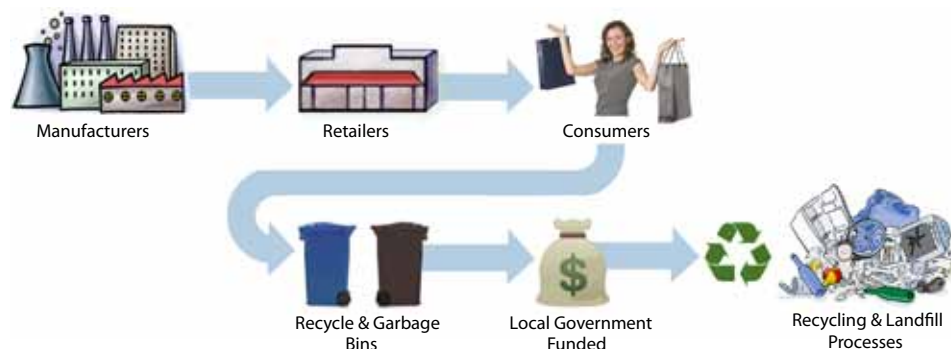 Manufacturers
Retailers
Consumers
Recycle & Garbage
Bins
Local Government
Funded
Recycling & Landfill
Processes
$